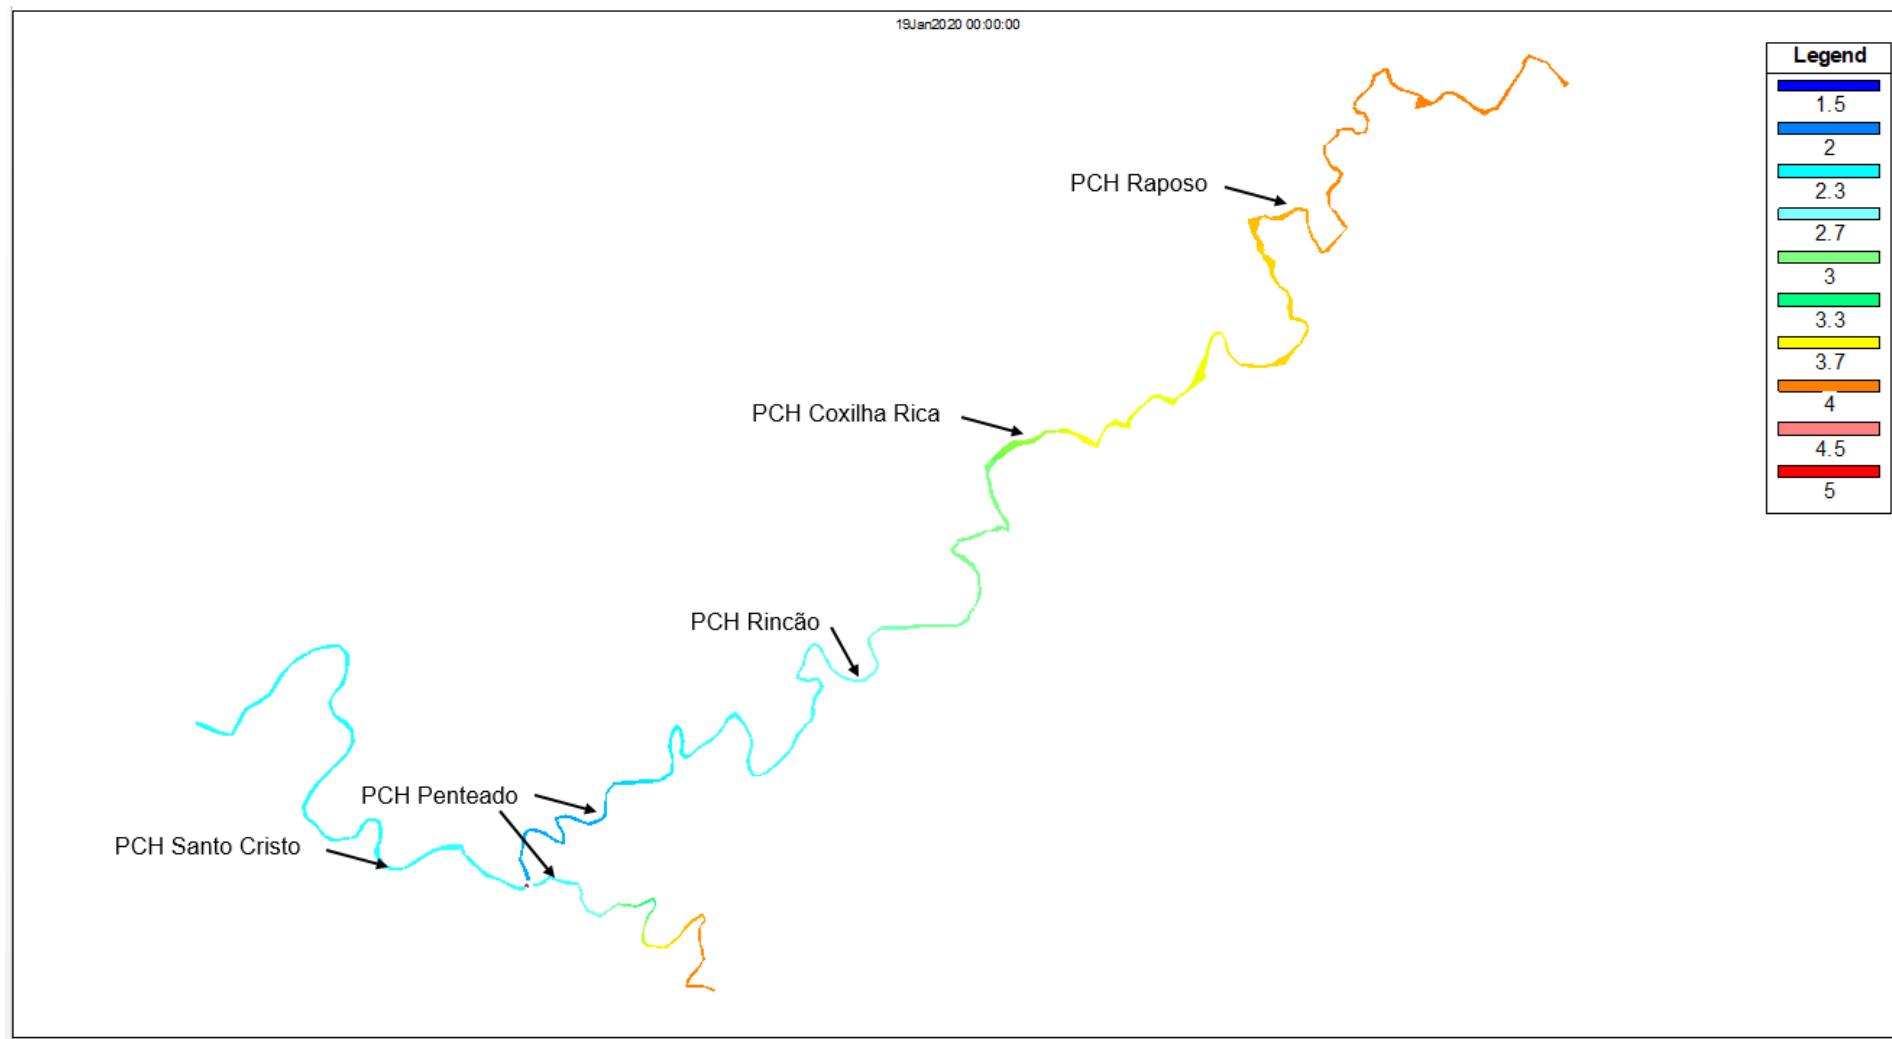 19Jan2020 00:00:00
Legend
1.5
2
2.3
2.7
3
3.3
3.7
4
4.5
5
PCH Raposo
PCH Coxilha Rica
PCH Rincão
PCH Penteado
PCH Santo Cristo